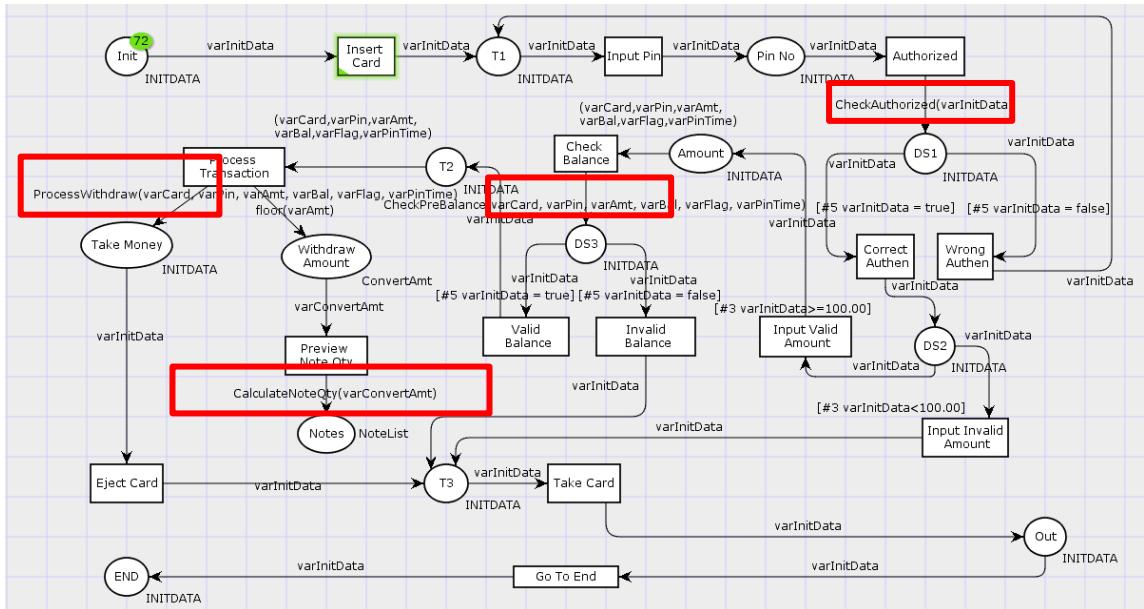 72
Init
varInitData
INITDATA
Insert
Card
varInitData
T1
INITDATA
varInitData
Input Pin
varInitData
Pin No
INITDATA
varInitData
Authorized
CheckAuthorized(varInitData
DS1
INITDATA
varInitData
varInitData
[#5 varInitData = true]
[#5 varInitData = false]
Correct
Authen
Wrong
Authen
varInitData
varInitData
(varCard,varPin,varAmt,
varBal,varFlag,varPinTime)
Process
Transaction
T2
INITDATA
(varCard,varPin,varAmt,
varBal,varFlag,varPinTime)
Check
Balance
Amount
INITDATA
varInitData
ProcessWithdraw(varCard, varPin, varAmt, varBal, varFlag, varPinTime)
floor(varAmt)
CheckPreBalance(varCard, varPin, varAmt, varBal, varFlag, varPinTime)
varInitData
Take Money
INITDATA
Withdraw
Amount
ConvertAmt
DS3
INITDATA
varInitData
varInitData
[#5 varInitData = true]
[#5 varInitData = false]
[#3 varInitData>=100.00]
varConvertAmt
varInitData
Preview
Note Qty
Valid
Balance
Invalid
Balance
Input Valid
Amount
DS2
INITDATA
varInitData
varInitData
CalculateNoteQty(varConvertAmt)
varInitData
[#3 varInitData<100.00]
Notes
NoteList
varInitData
Input Invalid
Amount
Eject Card
varInitData
T3
INITDATA
varInitData
Take Card
varInitData
Out
INITDATA
END
INITDATA
varInitData
Go To End
varInitData